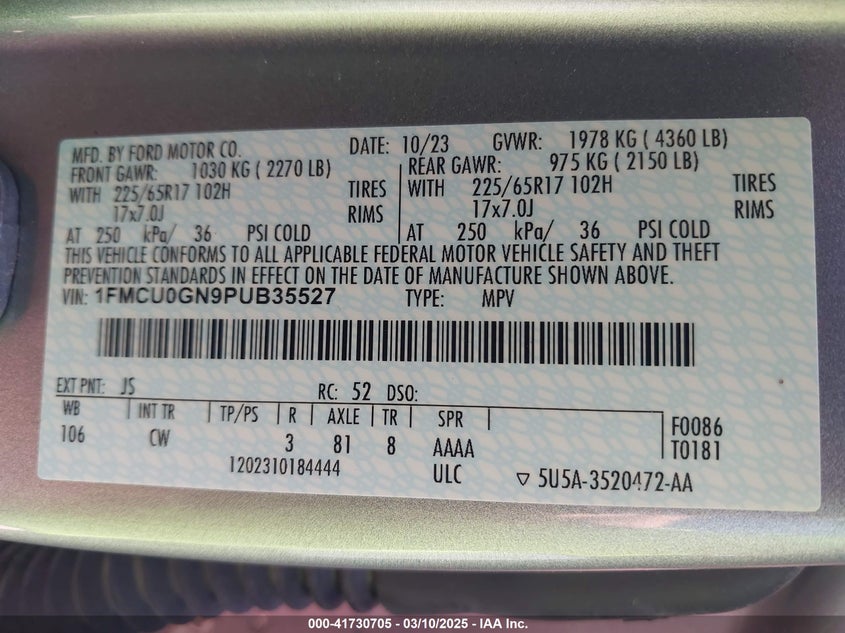 MFD. BY FORD MOTOR CO.
DATE: 10/23 GVWR: 1978 KG ( 4360 LB)
FRONT GAWR: 1030 KG ( 2270 LB)
WITH 225/65R17 102H TIRES
17x7.0J RIMS
AT 250 kPa/ 36 PSI COLD
REAR GAWR: 975 KG ( 2150 LB)
WITH 225/65R17 102H TIRES
17x7.0J RIMS
AT 250 kPa/ 36 PSI COLD
THIS VEHICLE CONFORMS TO ALL APPLICABLE FEDERAL MOTOR VEHICLE SAFETY AND THEFT
PREVENTION STANDARDS IN EFFECT ON THE DATE OF MANUFACTURE SHOWN ABOVE.
VIN: 1FMCU0GN9PUB35527 TYPE: MPV
EXT PNT: JS RC: 52 DSO:
WB INT TR TP/PS R AXLE TR SPR
106 CW 3 81 8 AAAA
F0086
T0181
1202310184444 ULC
▽ 5U5A-3520472-AA
000-41730705 - 03/10/2025 - IAA Inc.